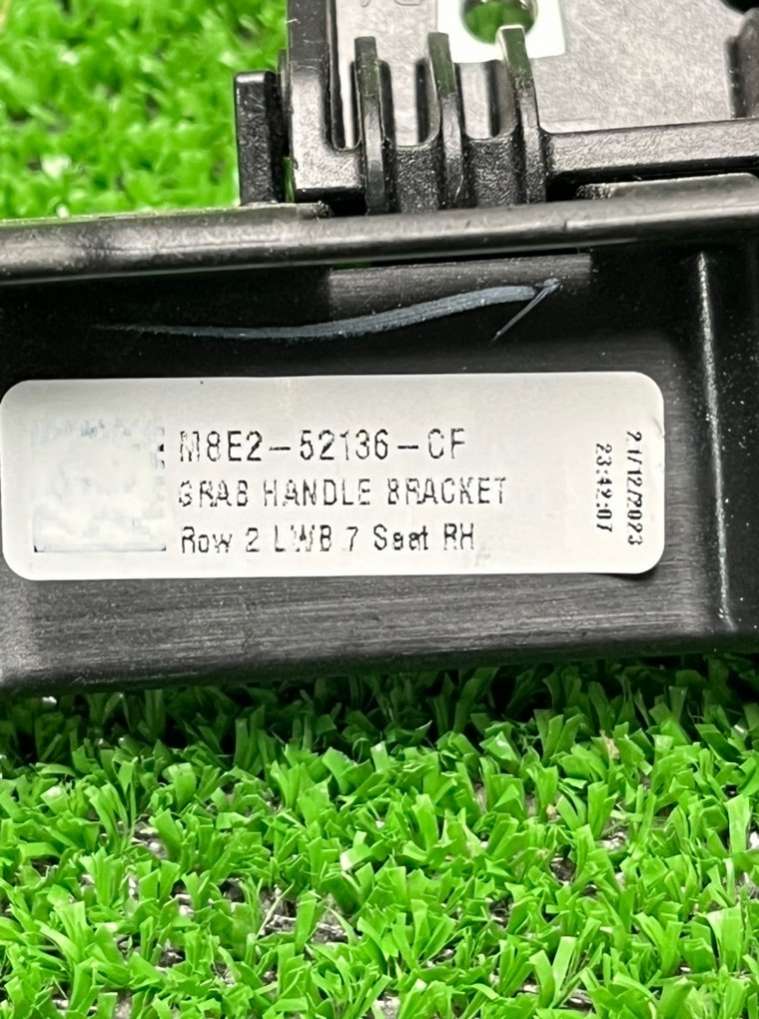 M8E2-52136-CF
GRAB HANDLE BRACKET
Row 2 LWB 7 Seat RH
21/12/2023
23:42:07